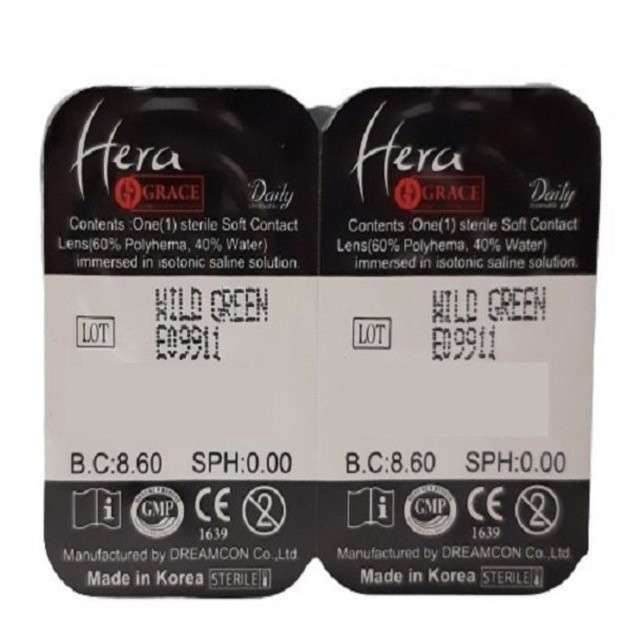 Hera
GRACE
Daily
Contents :One(1) sterile Soft Contact
Lens(60% Polyhema, 40% Water)
immersed in isotonic saline solution.
WILD GREEN
LOT
E09911
B.C:8.60 SPH:0.00
GMP
CE
2
1639
Manufactured by DREAMCON Co.,Ltd.
Made in Korea STERILE
Hera
GRACE
Daily
Contents :One(1) sterile Soft Contact
Lens(60% Polyhema, 40% Water)
immersed in isotonic saline solution.
WILD GREEN
LOT
E09911
B.C:8.60 SPH:0.00
GMP
CE
2
1639
Manufactured by DREAMCON Co.,Ltd.
Made in Korea STERILE